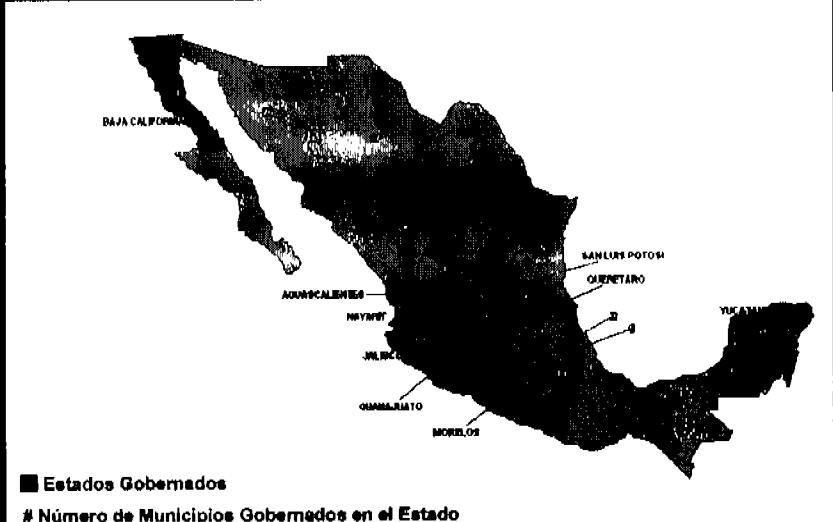 BAJA CALIFORNIA
SAN LUIS POTOSI
QUERETARO
AGUASCALIENTES
YUCATAN
NAYARIT
JALISCO
GUANAJUATO
MORELOS
Estados Gobernados
# Número de Municipios Gobernados en el Estado